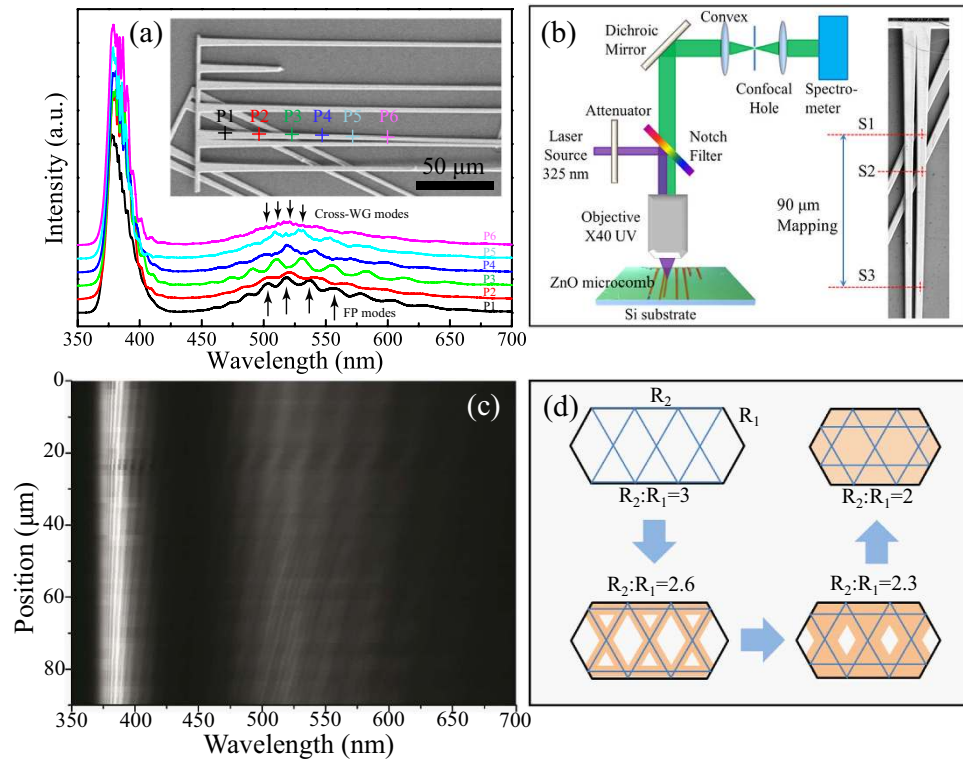 (a)
Intensity (a.u.)
P1 P2 P3 P4 P5 P6
50 μm
Cross-WG modes
P6
P5
P4
P3
P2
P1
FP modes
350 400 450 500 550 600 650 700
Wavelength (nm)
(b)
Dichroic
Mirror
Convex
Confocal
Hole
Spectro-
meter
Attenuator
Laser
Source
325 nm
Notch
Filter
Objective
X40 UV
ZnO microcomb
Si substrate
S1
S2
90 μm
Mapping
S3
(c)
0
20
40
60
80
Position (μm)
350 400 450 500 550 600 650 700
Wavelength (nm)
(d)
R2
R1
R2:R1=3
R2:R1=2
R2:R1=2.6
R2:R1=2.3